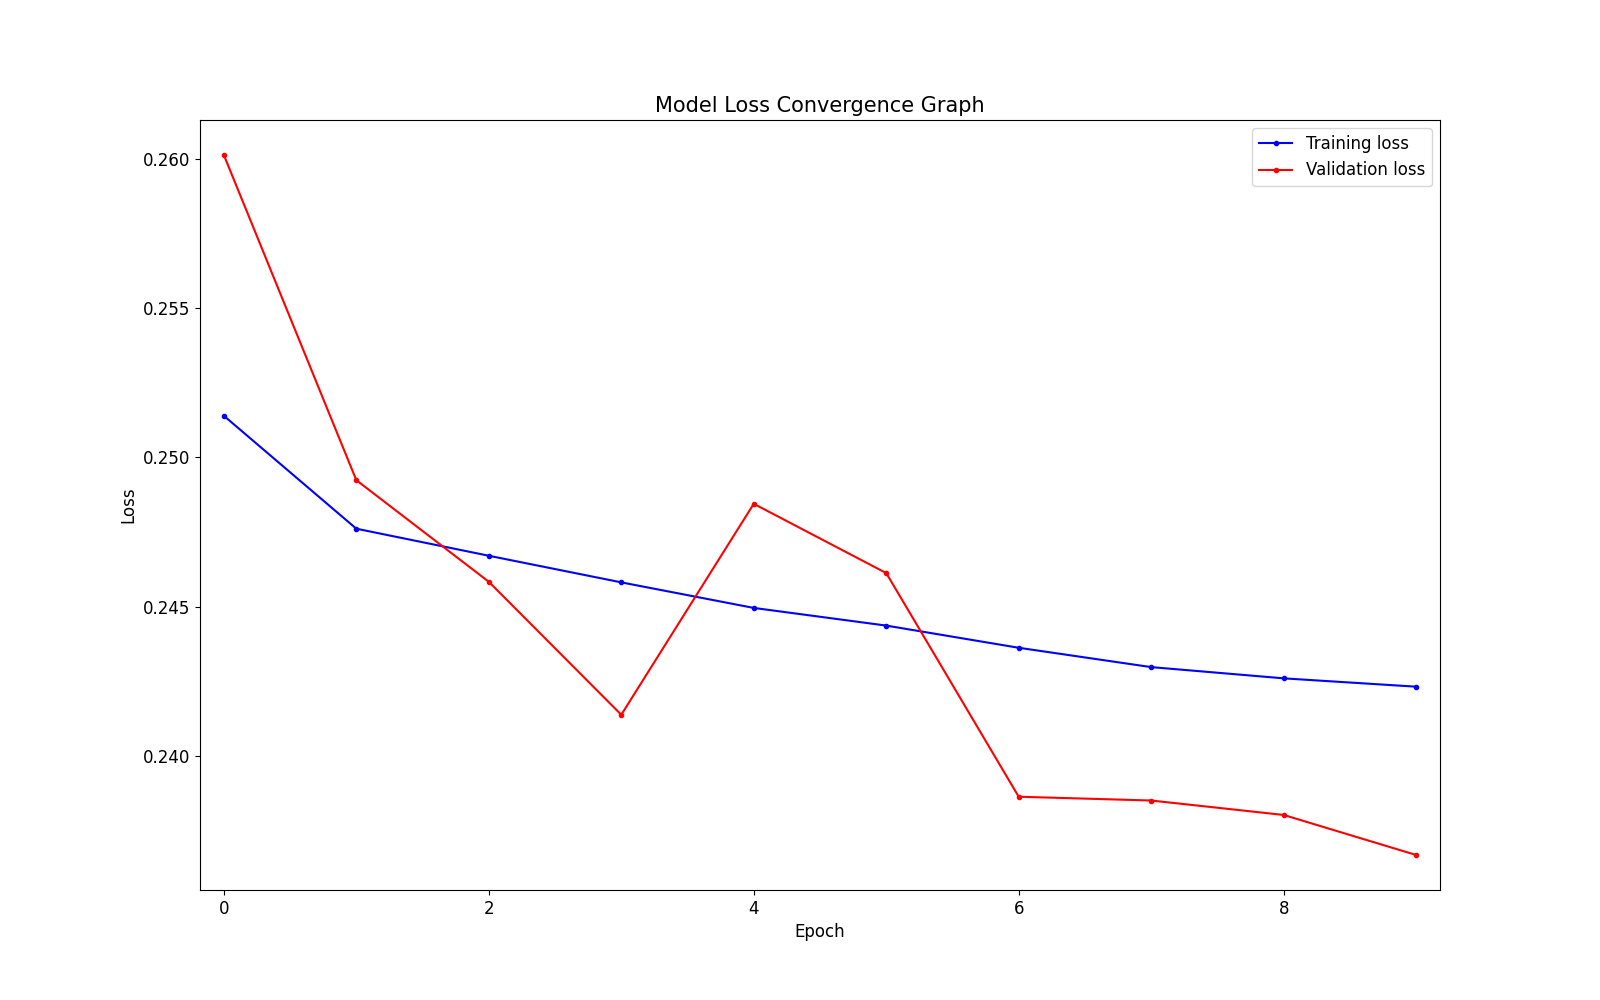 Model Loss Convergence Graph
Training loss
Validation loss
0.260
0.255
0.250
0.245
0.240
Loss
0 2 4 6 8
Epoch